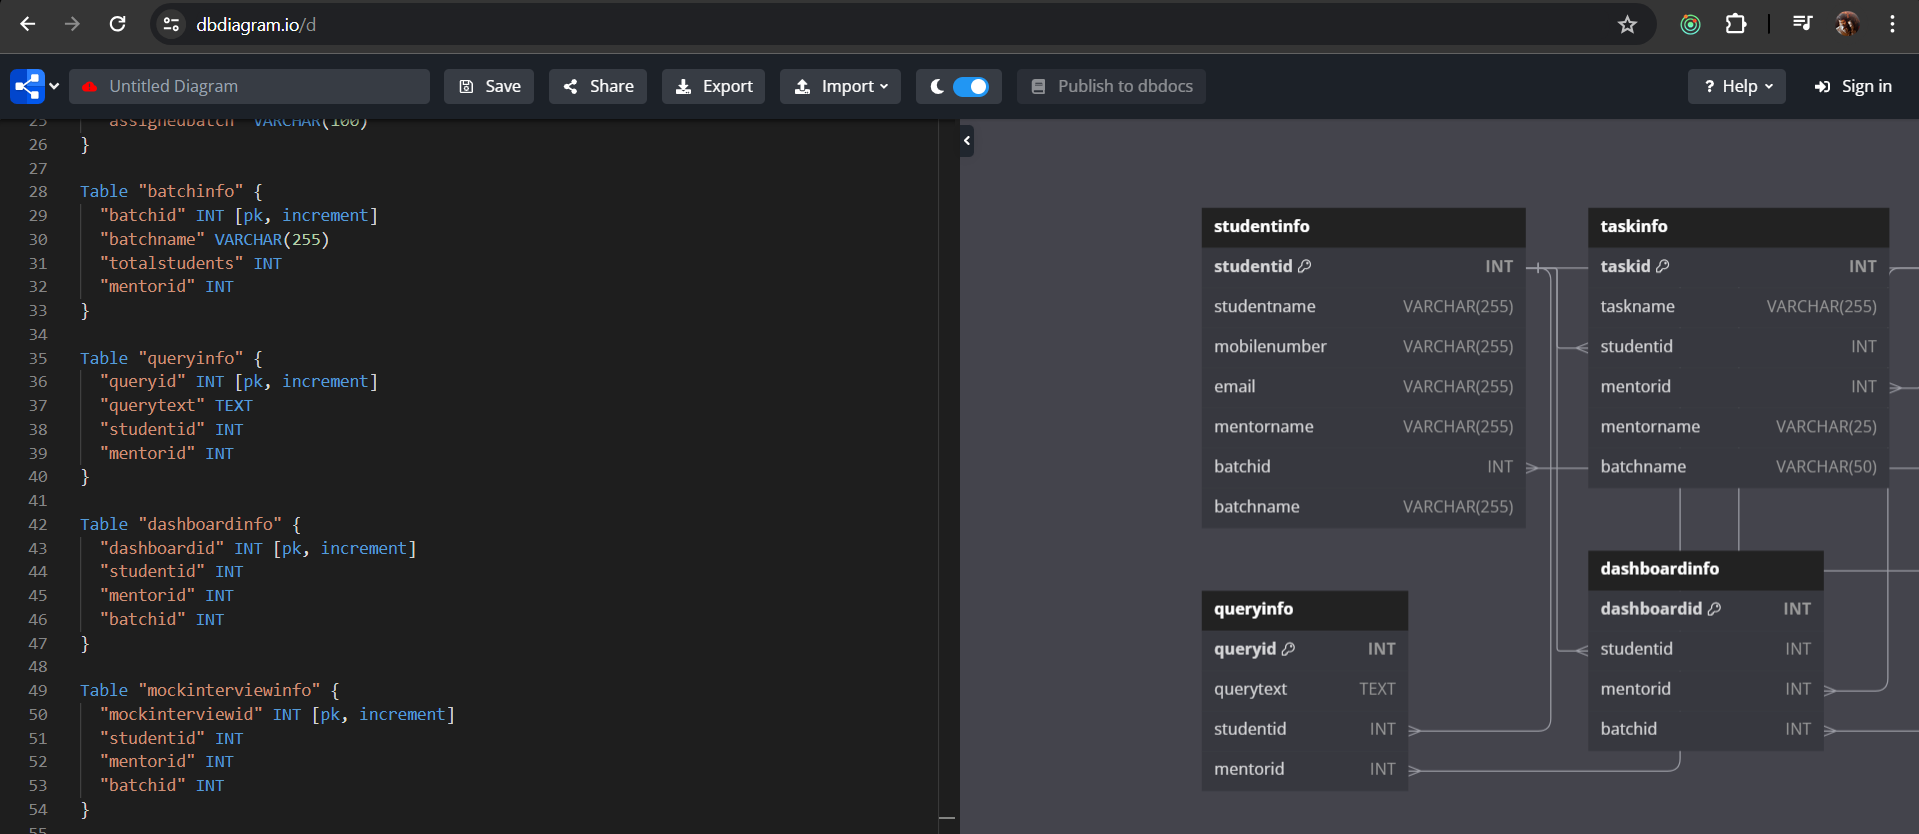 dbdiagram.io/d
Untitled Diagram
Save
Share
Export
Import
Publish to dbdocs
? Help
Sign in
25 "assignedbatch" VARCHAR(100)
26 }
27
28 Table "batchinfo" {
29 "batchid" INT [pk, increment]
30 "batchname" VARCHAR(255)
31 "totalstudents" INT
32 "mentorid" INT
33 }
34
35 Table "queryinfo" {
36 "queryid" INT [pk, increment]
37 "querytext" TEXT
38 "studentid" INT
39 "mentorid" INT
40 }
41
42 Table "dashboardinfo" {
43 "dashboardid" INT [pk, increment]
44 "studentid" INT
45 "mentorid" INT
46 "batchid" INT
47 }
48
49 Table "mockinterviewinfo" {
50 "mockinterviewid" INT [pk, increment]
51 "studentid" INT
52 "mentorid" INT
53 "batchid" INT
54 }
55
studentinfo
studentid INT
studentname VARCHAR(255)
mobilenumber VARCHAR(255)
email VARCHAR(255)
mentorname VARCHAR(255)
batchid INT
batchname VARCHAR(255)
taskinfo
taskid INT
taskname VARCHAR(255)
studentid INT
mentorid INT
mentorname VARCHAR(25)
batchname VARCHAR(50)
queryinfo
queryid INT
querytext TEXT
studentid INT
mentorid INT
dashboardinfo
dashboardid INT
studentid INT
mentorid INT
batchid INT